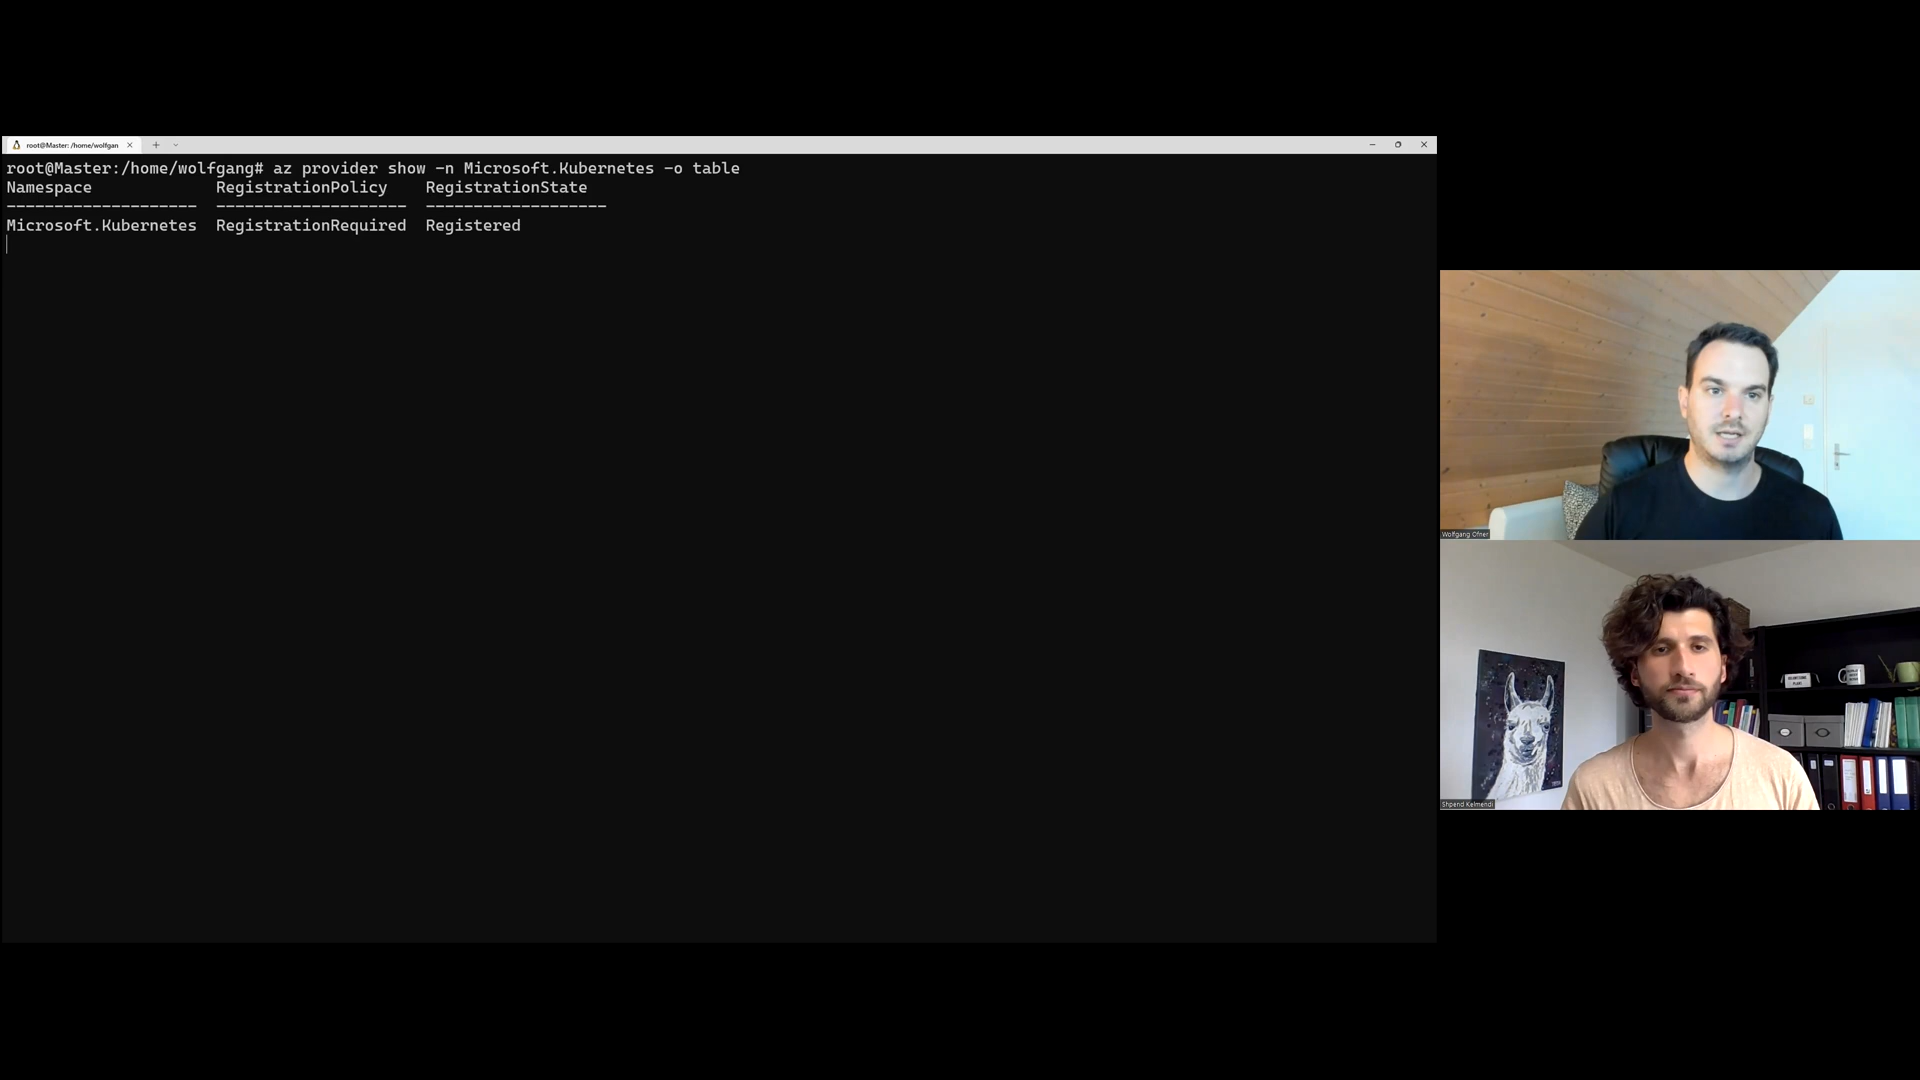 root@Master: /home/wolfgan
root@Master:/home/wolfgang# az provider show -n Microsoft.Kubernetes -o table
Namespace RegistrationPolicy RegistrationState
-------------------- -------------------- -------------------
Microsoft.Kubernetes RegistrationRequired Registered
Wolfgang Ofner
Shpend Kelmendi